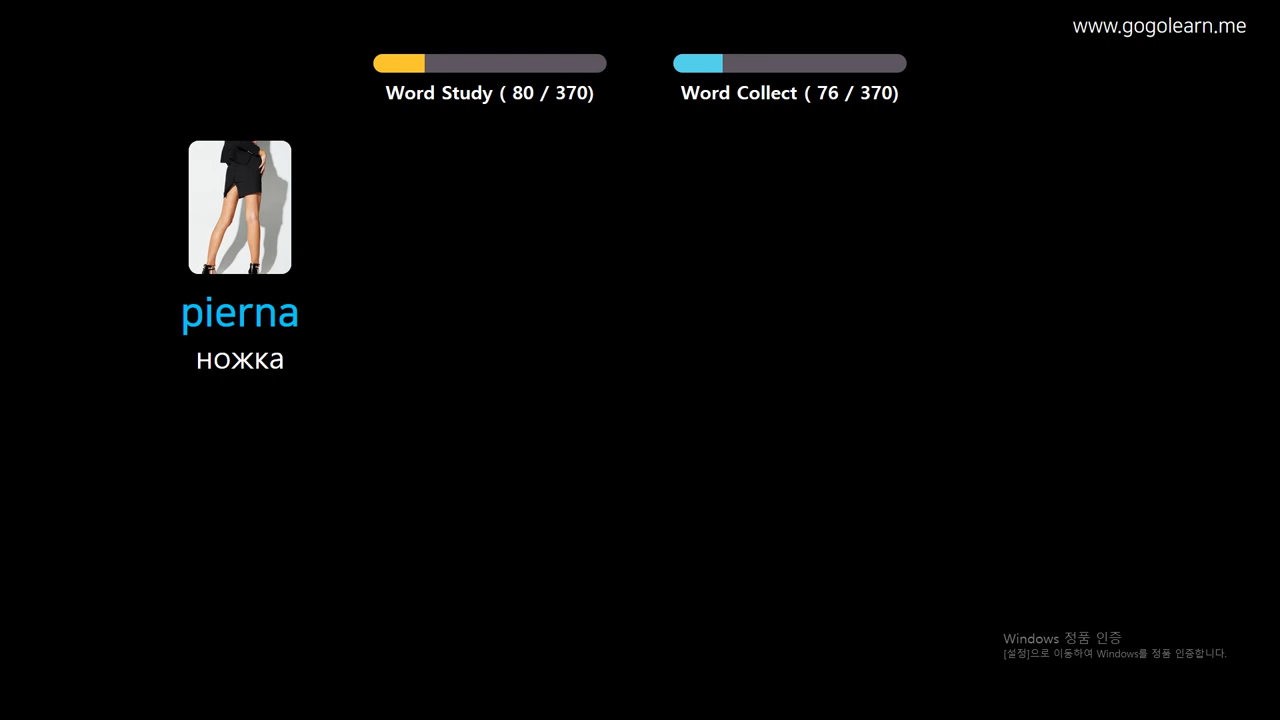 www.gogolearn.me
Word Study ( 80 / 370)
Word Collect ( 76 / 370)
pierna
ножка
Windows 정품 인증
[설정]으로 이동하여 Windows를 정품 인증합니다.